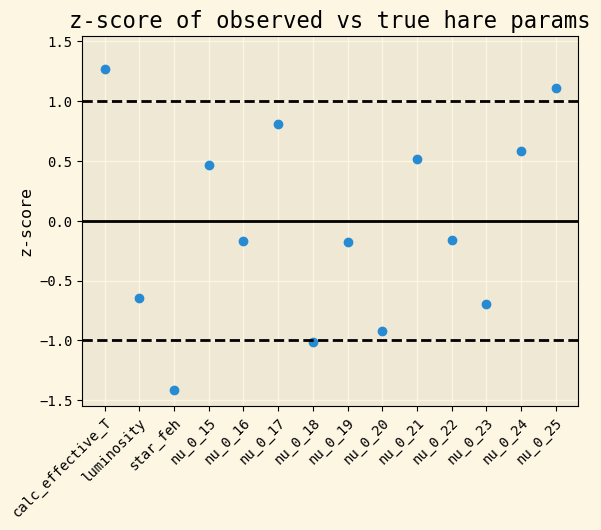 z-score of observed vs true hare params
z-score
1.5
1.0
0.5
0.0
−0.5
−1.0
−1.5
calc_effective_T
luminosity
star_feh
nu_0_15
nu_0_16
nu_0_17
nu_0_18
nu_0_19
nu_0_20
nu_0_21
nu_0_22
nu_0_23
nu_0_24
nu_0_25